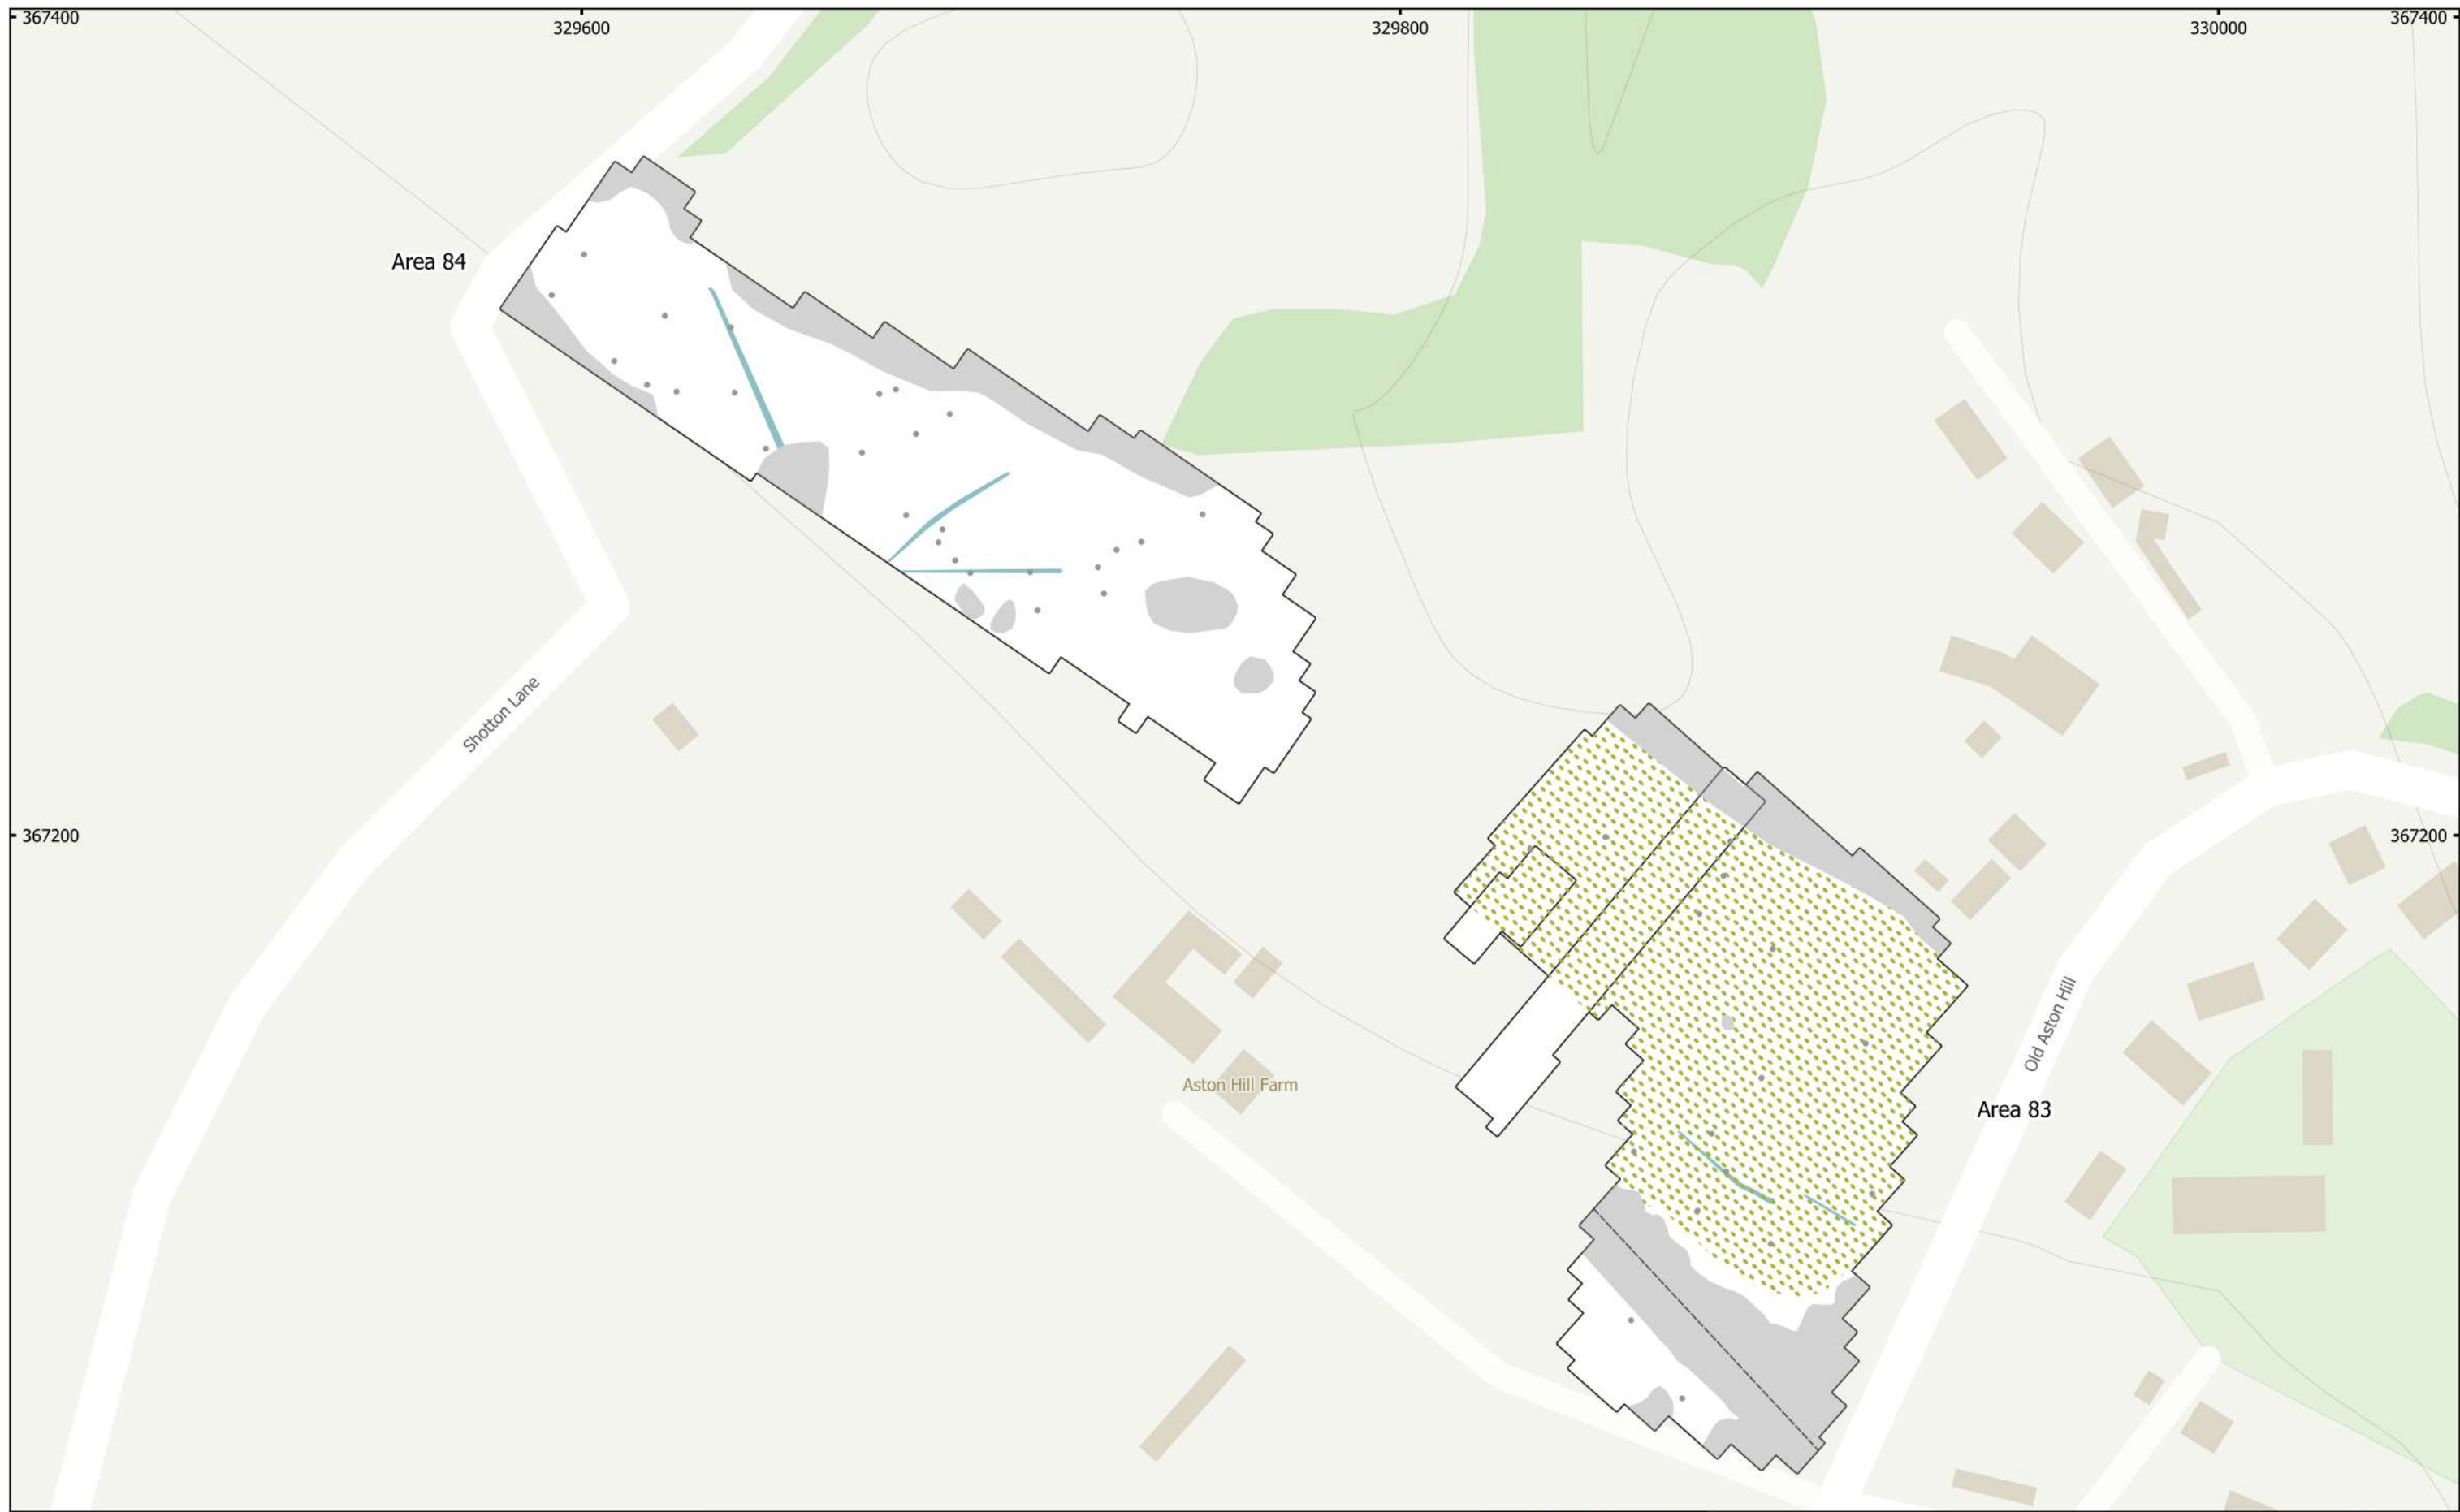 367400
329600
329800
330000
367400
Area 84
Shotton Lane
367200
367200
Old Aston Hill
Aston Hill Farm
Area 83